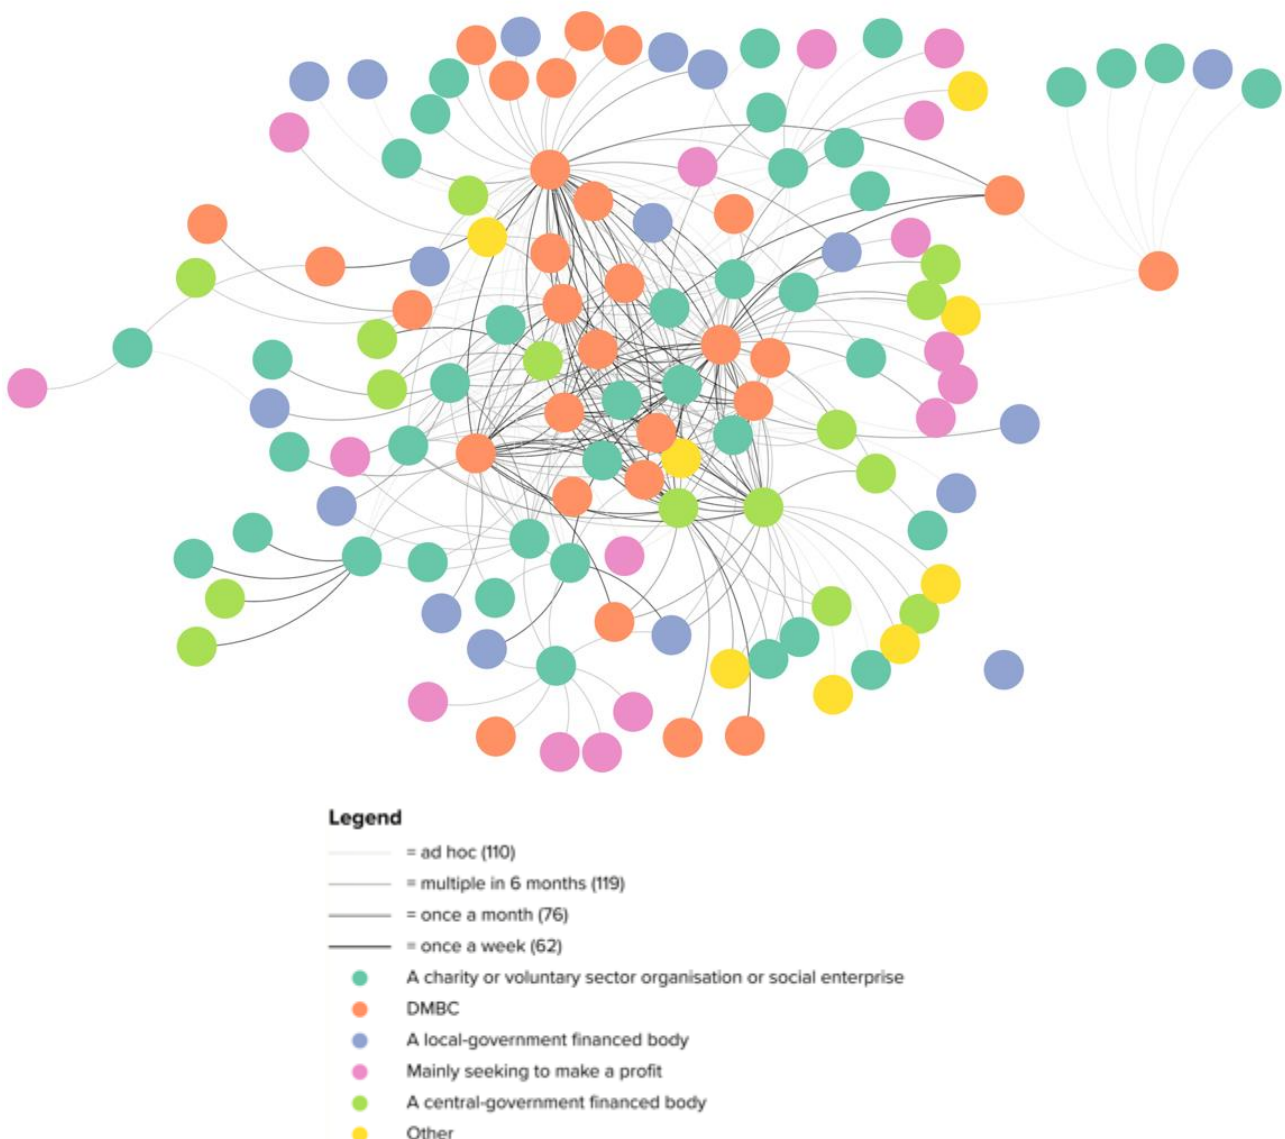 Legend
= ad hoc (110)
= multiple in 6 months (119)
= once a month (76)
= once a week (62)
A charity or voluntary sector organisation or social enterprise
DMBC
A local-government financed body
Mainly seeking to make a profit
A central-government financed body
Other